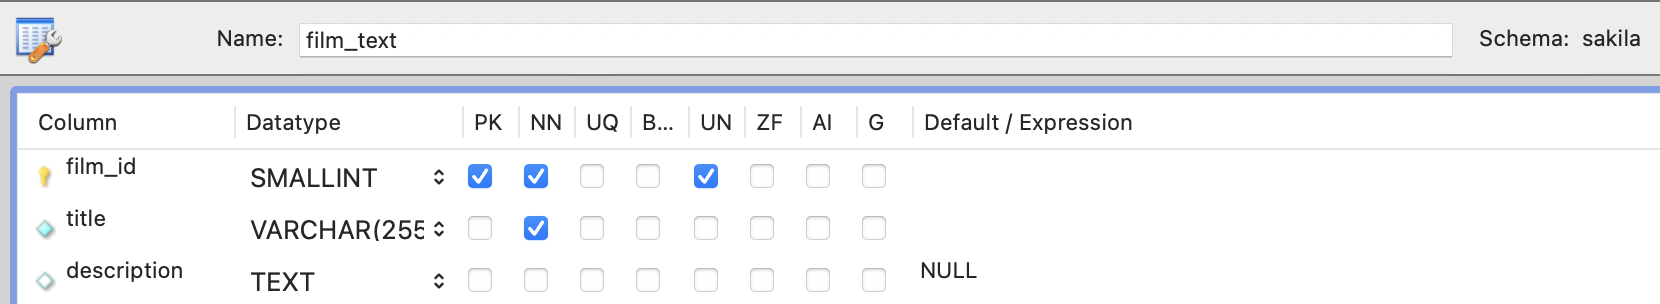 Name: film_text Schema: sakila
Column Datatype PK NN UQ B... UN ZF AI G Default / Expression
film_id SMALLINT
title VARCHAR(255
description TEXT NULL